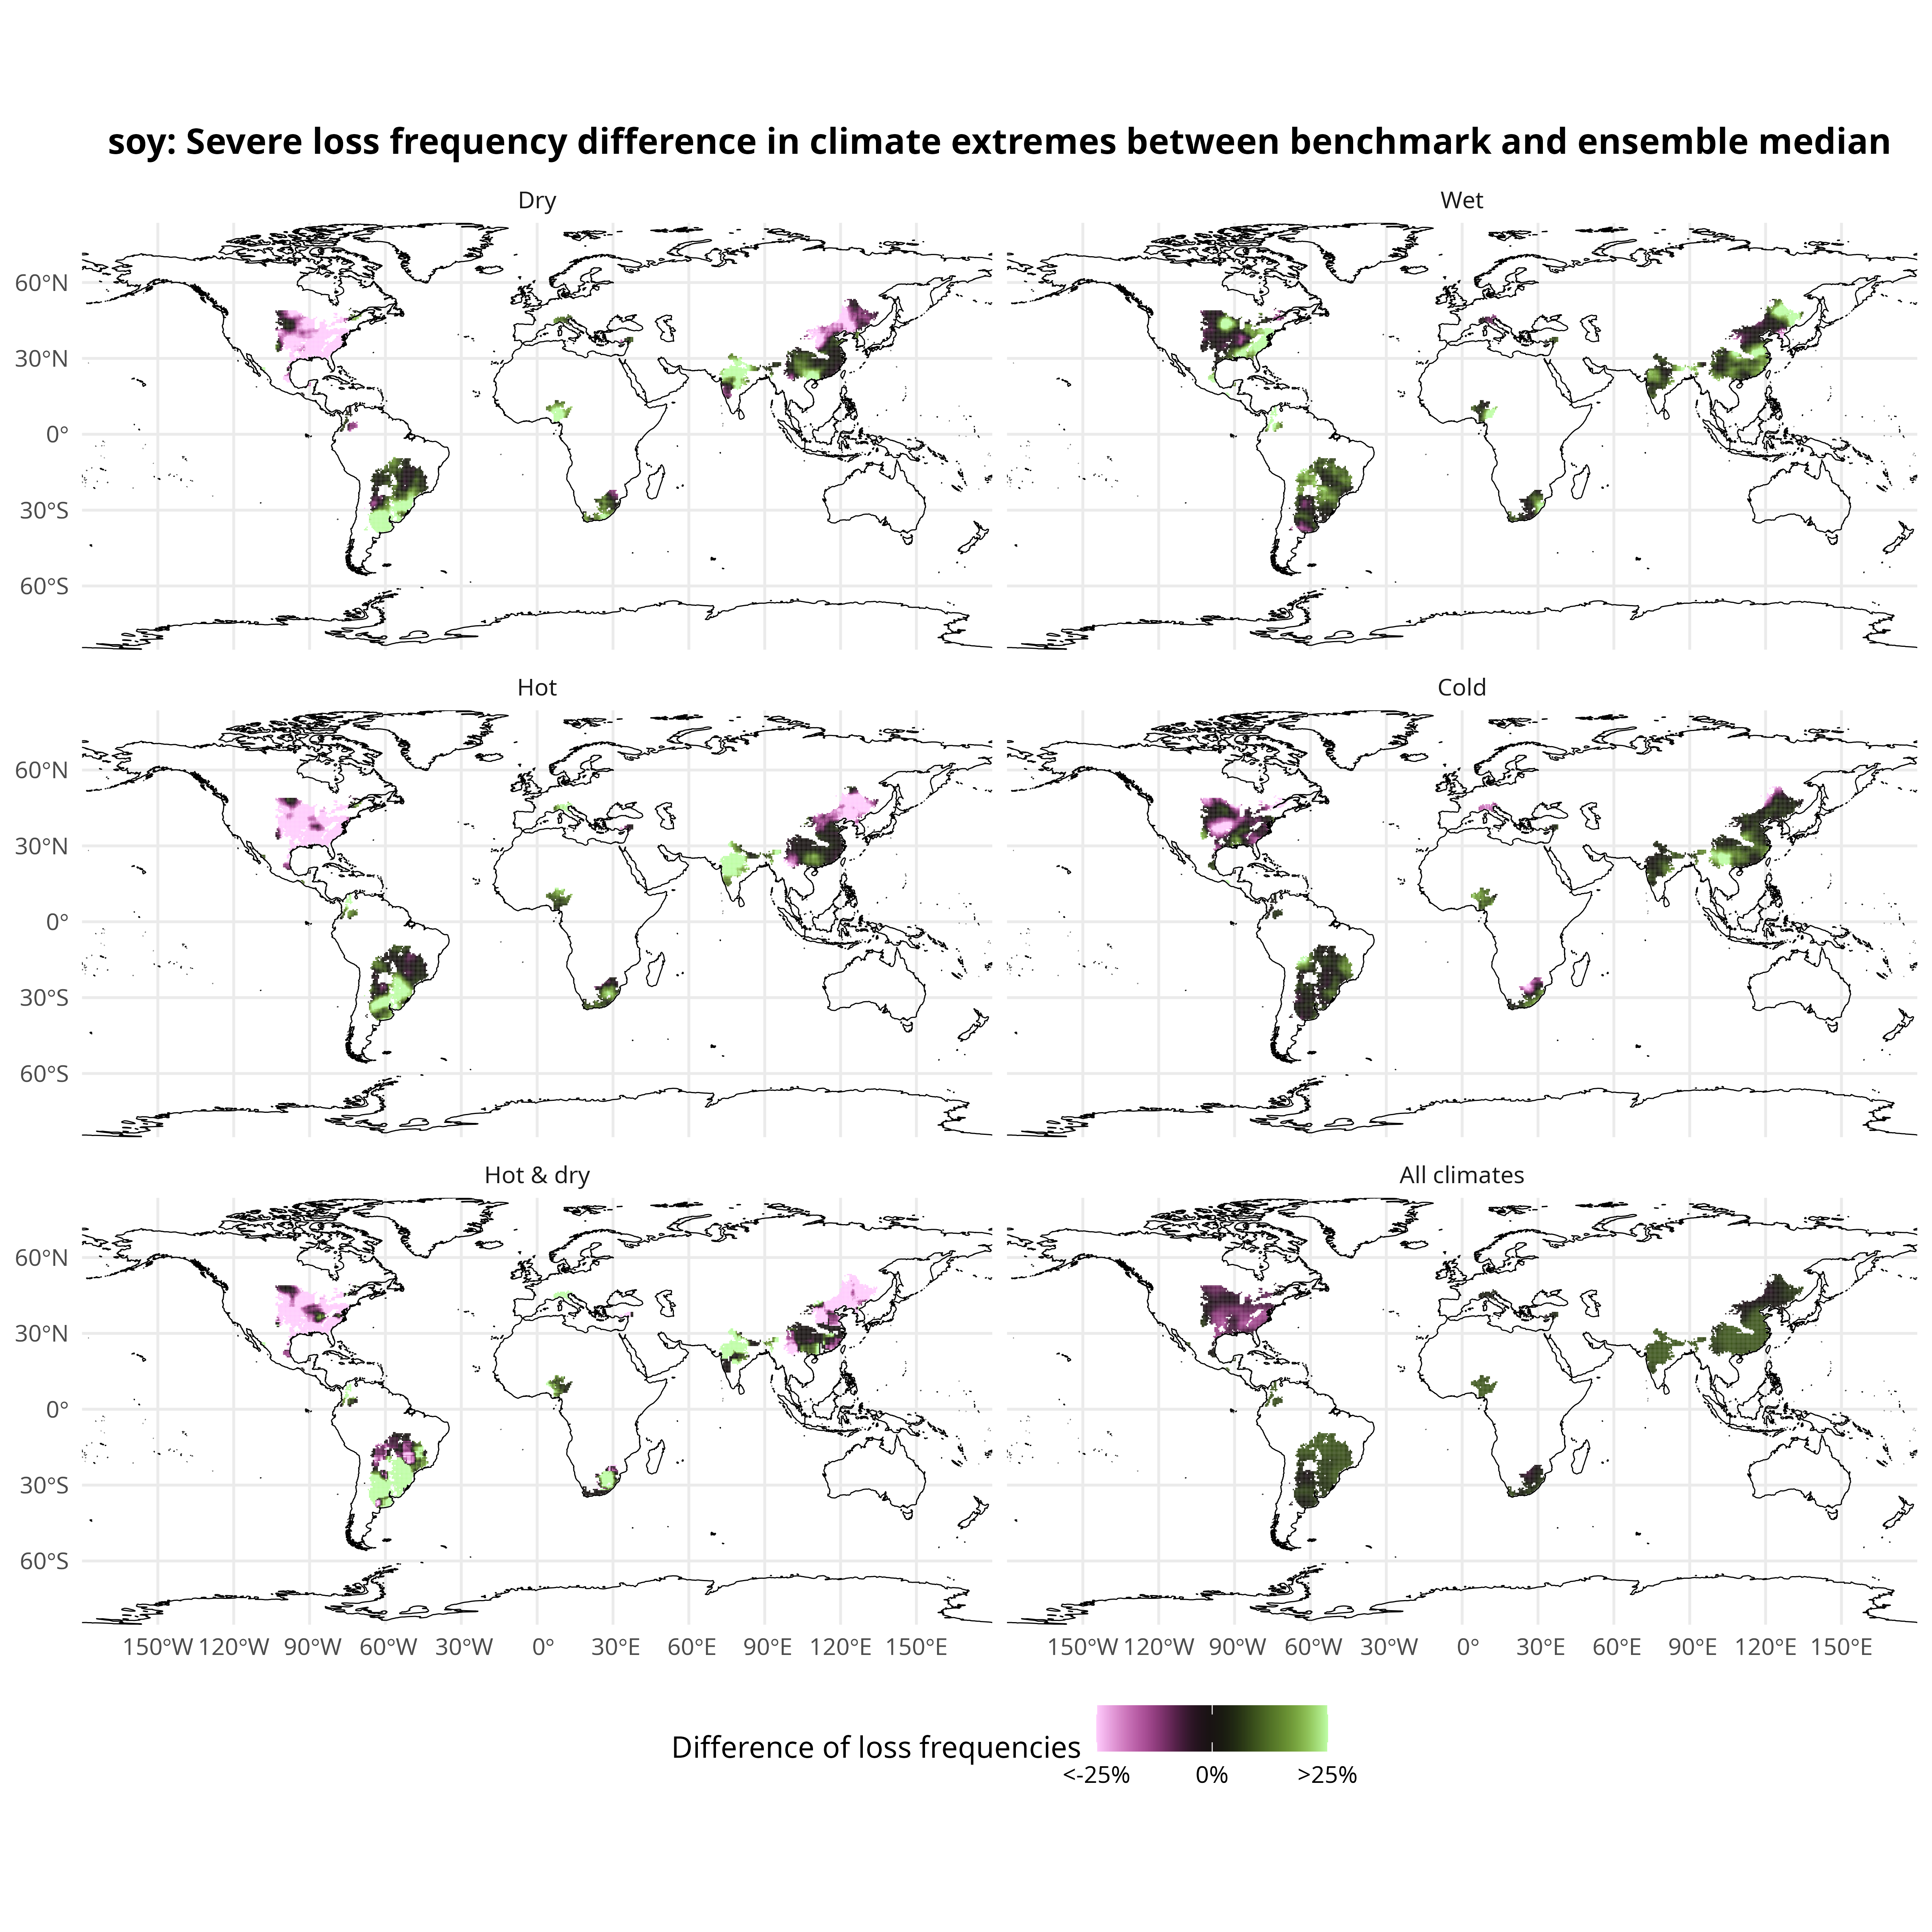 soy: Severe loss frequency difference in climate extremes between benchmark and ensemble median
Dry
Wet
60°N
30°N
0°
30°S
60°S
Hot
Cold
60°N
30°N
0°
30°S
60°S
Hot & dry
All climates
60°N
30°N
0°
30°S
60°S
150°W 120°W 90°W 60°W 30°W 0° 30°E 60°E 90°E 120°E 150°E
150°W 120°W 90°W 60°W 30°W 0° 30°E 60°E 90°E 120°E 150°E
Difference of loss frequencies
<-25% 0% >25%